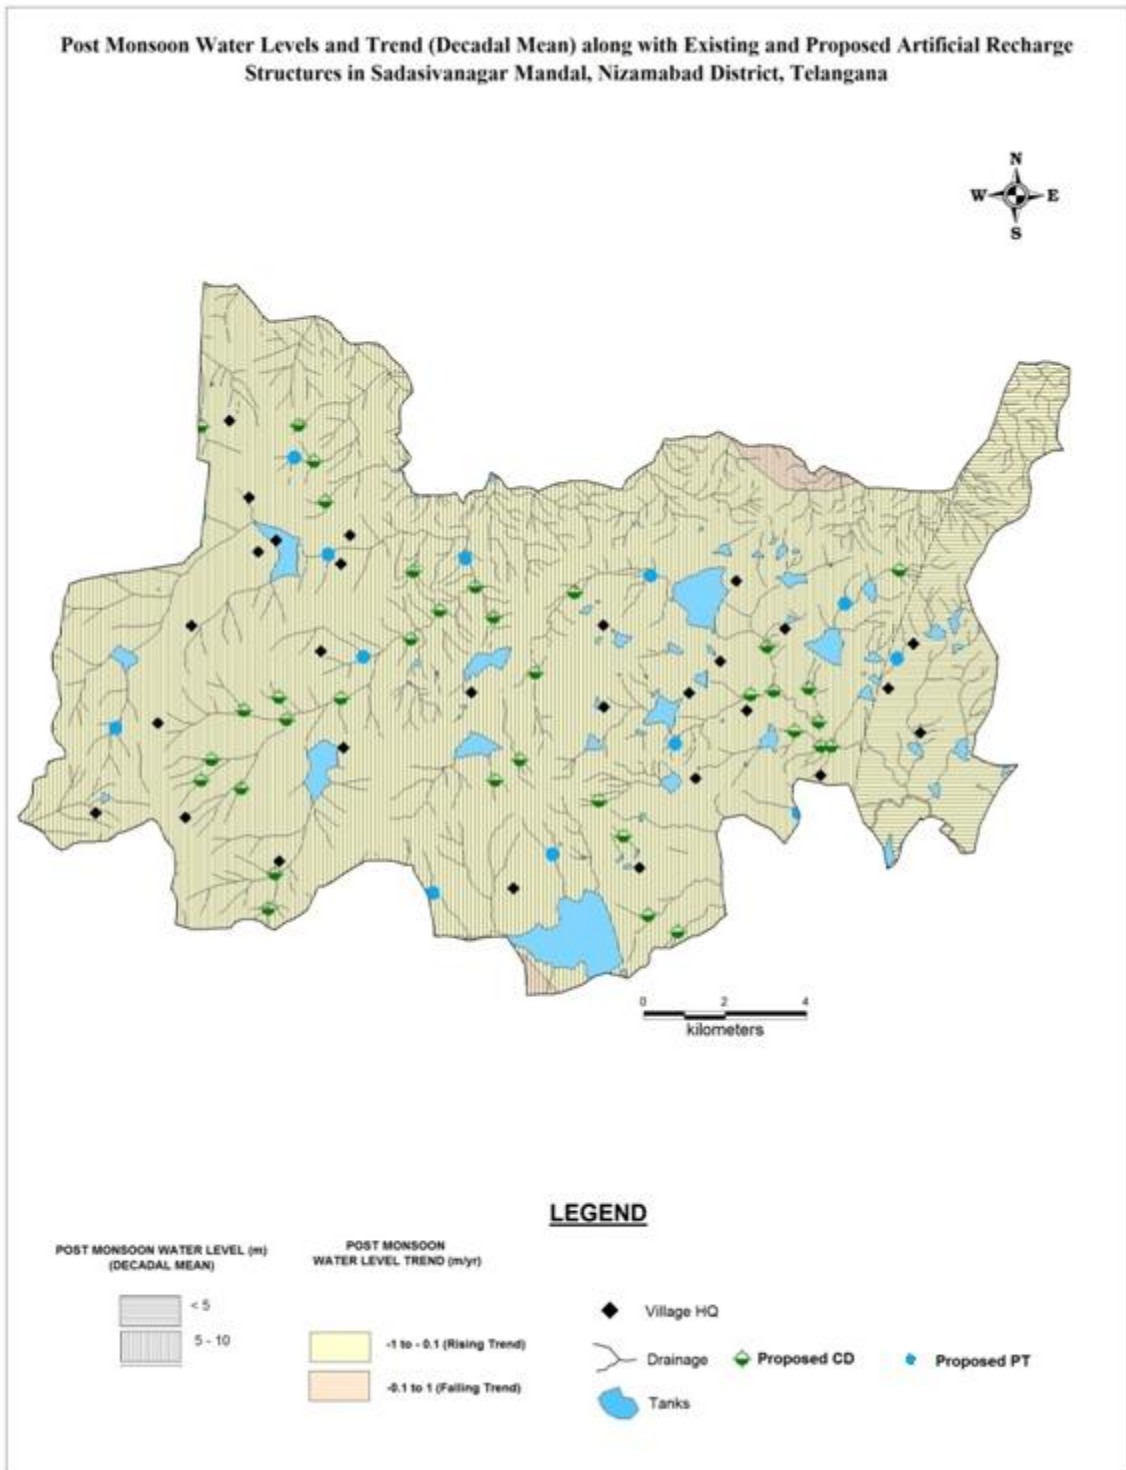 Post Monsoon Water Levels and Trend (Decadal Mean) along with Existing and Proposed Artificial Recharge
Structures in Sadasivanagar Mandal, Nizamabad District, Telangana
N
W E
S
0 2 4
kilometers
LEGEND
POST MONSOON WATER LEVEL (m)
(DECADAL MEAN)
< 5
5 - 10
POST MONSOON
WATER LEVEL TREND (m/yr)
-1 to - 0.1 (Rising Trend)
-0.1 to 1 (Falling Trend)
Village HQ
Drainage
Proposed CD
Proposed PT
Tanks